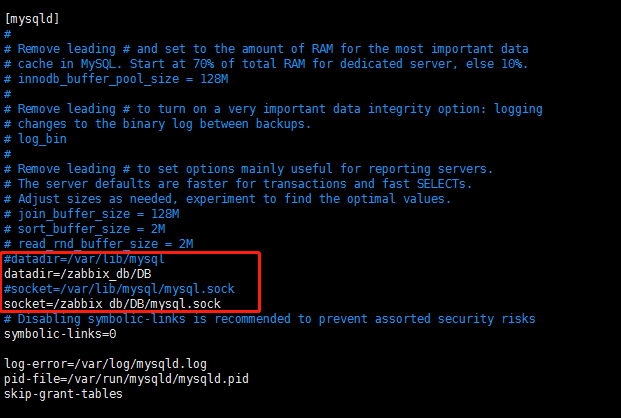 [mysqld]
#
# Remove leading # and set to the amount of RAM for the most important data
# cache in MySQL. Start at 70% of total RAM for dedicated server, else 10%.
# innodb_buffer_pool_size = 128M
#
# Remove leading # to turn on a very important data integrity option: logging
# changes to the binary log between backups.
# log_bin
#
# Remove leading # to set options mainly useful for reporting servers.
# The server defaults are faster for transactions and fast SELECTs.
# Adjust sizes as needed, experiment to find the optimal values.
# join_buffer_size = 128M
# sort_buffer_size = 2M
# read_rnd_buffer_size = 2M
#datadir=/var/lib/mysql
datadir=/zabbix_db/DB
#socket=/var/lib/mysql/mysql.sock
socket=/zabbix_db/DB/mysql.sock
# Disabling symbolic-links is recommended to prevent assorted security risks
symbolic-links=0
log-error=/var/log/mysqld.log
pid-file=/var/run/mysqld/mysqld.pid
skip-grant-tables